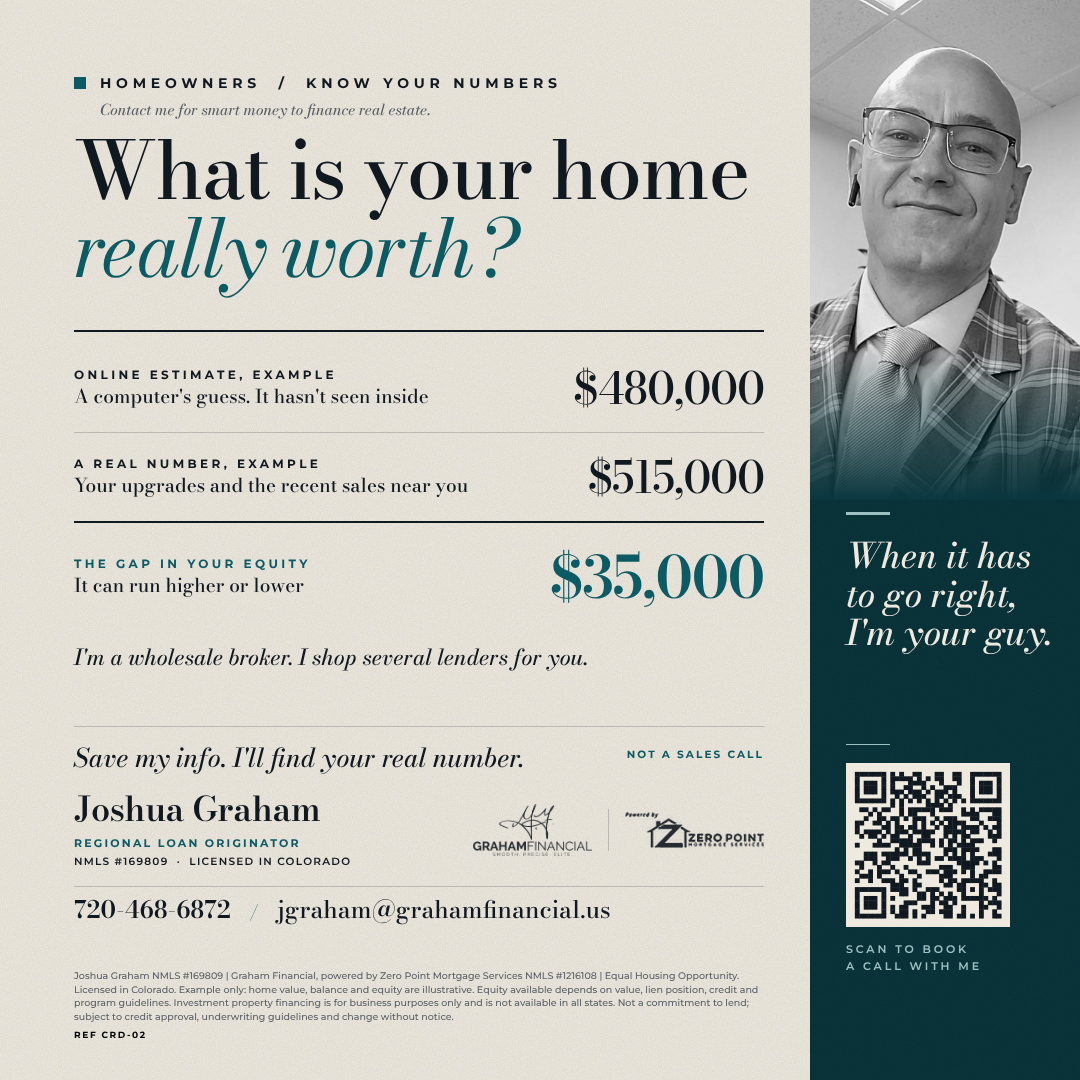 HOMEOWNERS / KNOW YOUR NUMBERS
Contact me for smart money to finance real estate.
What is your home
really worth?
ONLINE ESTIMATE, EXAMPLE
A computer's guess. It hasn't seen inside
$480,000
A REAL NUMBER, EXAMPLE
Your upgrades and the recent sales near you
$515,000
THE GAP IN YOUR EQUITY
It can run higher or lower
$35,000
I'm a wholesale broker. I shop several lenders for you.
Save my info. I'll find your real number.
NOT A SALES CALL
Joshua Graham
REGIONAL LOAN ORIGINATOR
NMLS #169809 · LICENSED IN COLORADO
GRAHAMFINANCIAL
SMOOTH. PRECISE. ELITE.
Powered by
ZERO POINT
MORTGAGE SERVICES
720-468-6872 / jgraham@grahamfinancial.us
Joshua Graham NMLS #169809 | Graham Financial, powered by Zero Point Mortgage Services NMLS #1216108 | Equal Housing Opportunity.
Licensed in Colorado. Example only: home value, balance and equity are illustrative. Equity available depends on value, lien position, credit and
program guidelines. Investment property financing is for business purposes only and is not available in all states. Not a commitment to lend;
subject to credit approval, underwriting guidelines and change without notice.
REF CRD-02
When it has
to go right,
I'm your guy.
SCAN TO BOOK
A CALL WITH ME